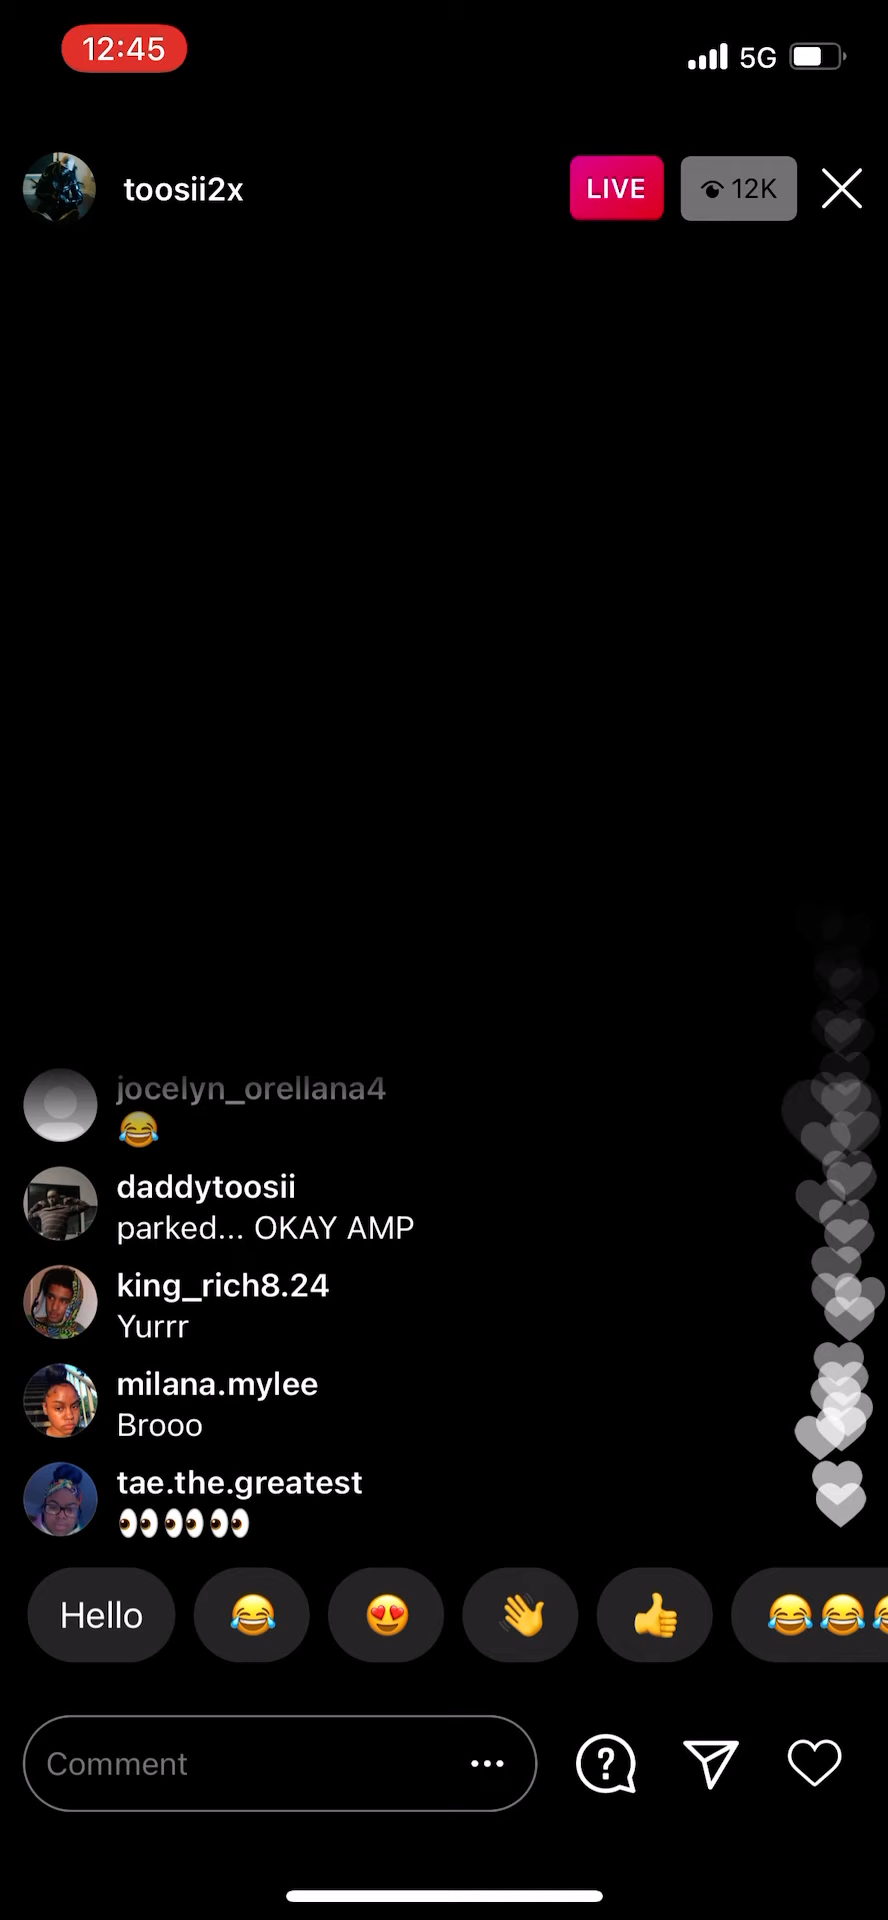 12:45
5G
toosii2x
LIVE
12K
jocelyn_orellana4
😂
daddytoosii
parked... OKAY AMP
king_rich8.24
Yurrr
milana.mylee
Brooo
tae.the.greatest
👀👀👀
Hello 😂 😍 👋 👍 😂😂😂
Comment